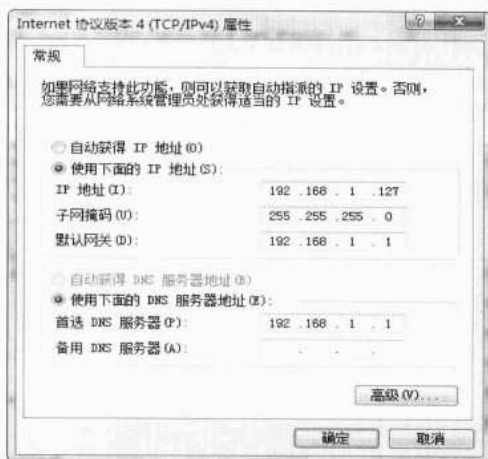 Internet 协议版本 4 (TCP/IPv4) 属性
常规
如果网络支持此功能，则可以获取自动指派的 IP 设置。否则，
您需要从网络系统管理员处获得适当的 IP 设置。
自动获得 IP 地址(O)
使用下面的 IP 地址(S):
IP 地址(I): 192 .168 . 1 .127
子网掩码(U): 255 .255 .255 . 0
默认网关(D): 192 .168 . 1 . 1
自动获得 DNS 服务器地址(B)
使用下面的 DNS 服务器地址(E):
首选 DNS 服务器(P): 192 .168 . 1 . 1
备用 DNS 服务器(A): . . .
高级(V)...
确定 取消